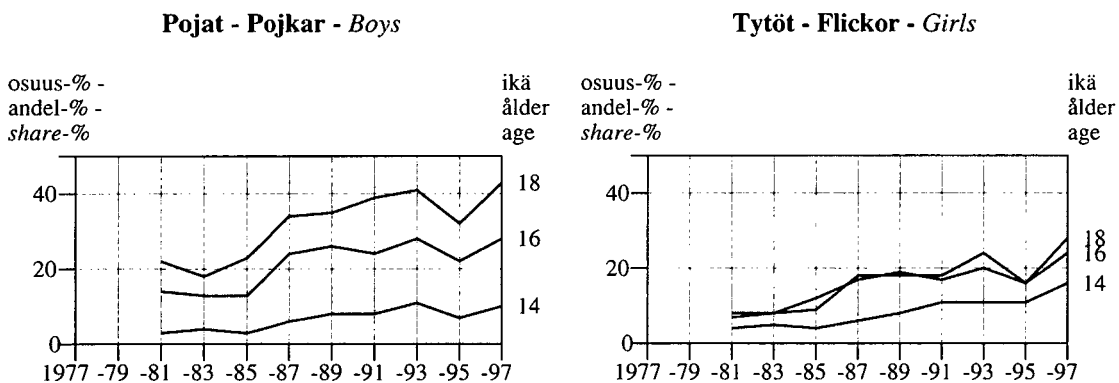 Pojat - Pojkar - Boys
osuus-% -
andel-% -
share-%
ikä
ålder
age
40
20
0
18
16
14
1977 -79 -81 -83 -85 -87 -89 -91 -93 -95 -97
Tytöt - Flickor - Girls
osuus-% -
andel-% -
share-%
ikä
ålder
age
40
20
0
18
16
14
1977 -79 -81 -83 -85 -87 -89 -91 -93 -95 -97